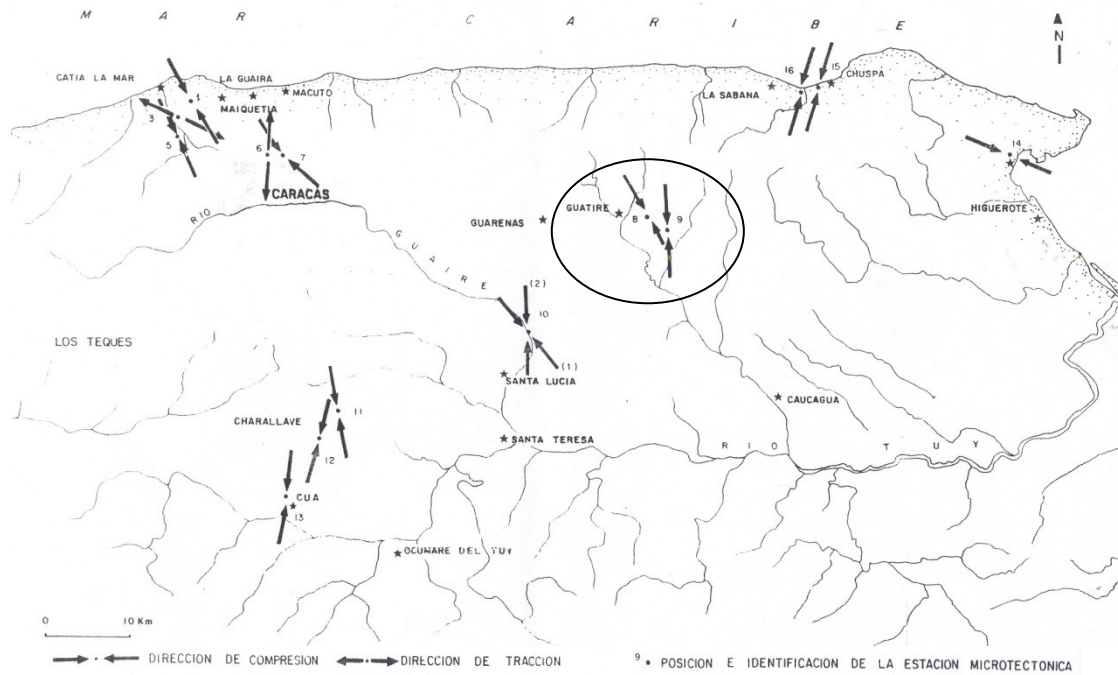 M A R C A R I B E
N
CATIA LA MAR
LA GUAIRA
MACUTO
MAIQUETIA
1
3
5
6
7
CARACAS
RIO
GUAIRE
16
15
CHUSPA
LA SABANA
14
HIGUEROTE
GUATIRE
8
9
GUARENAS
(2)
10
(1)
LOS TEQUES
SANTA LUCIA
CAUCAGUA
11
CHARALLAVE
12
SANTA TERESA
RIO TUY
CUA
13
OCUMARE DEL TUY
0 10 Km
DIRECCION DE COMPRESION
DIRECCION DE TRACCION
9 POSICION E IDENTIFICACION DE LA ESTACION MICROTECTONICA